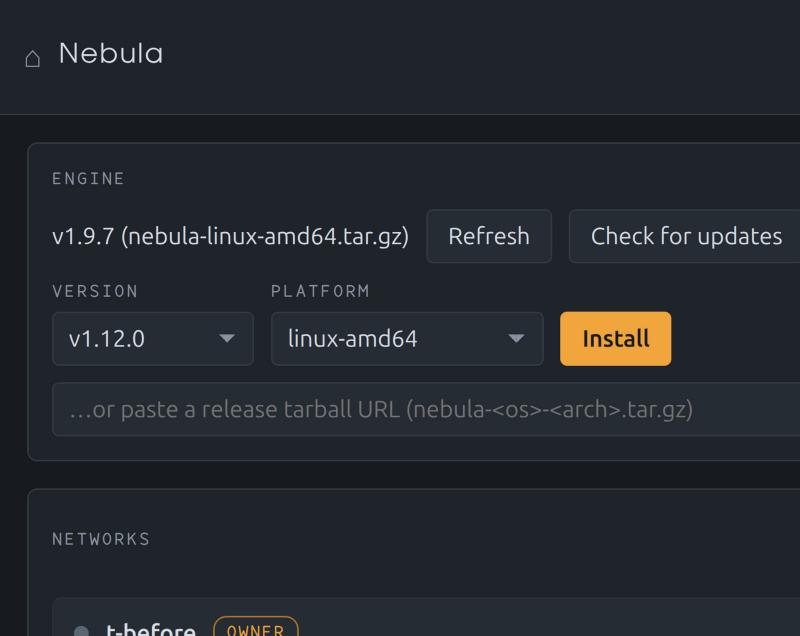 Nebula
ENGINE
v1.9.7 (nebula-linux-amd64.tar.gz) Refresh Check for updates
VERSION PLATFORM
v1.12.0 linux-amd64 Install
…or paste a release tarball URL (nebula-<os>-<arch>.tar.gz)
NETWORKS
t-before OWNER